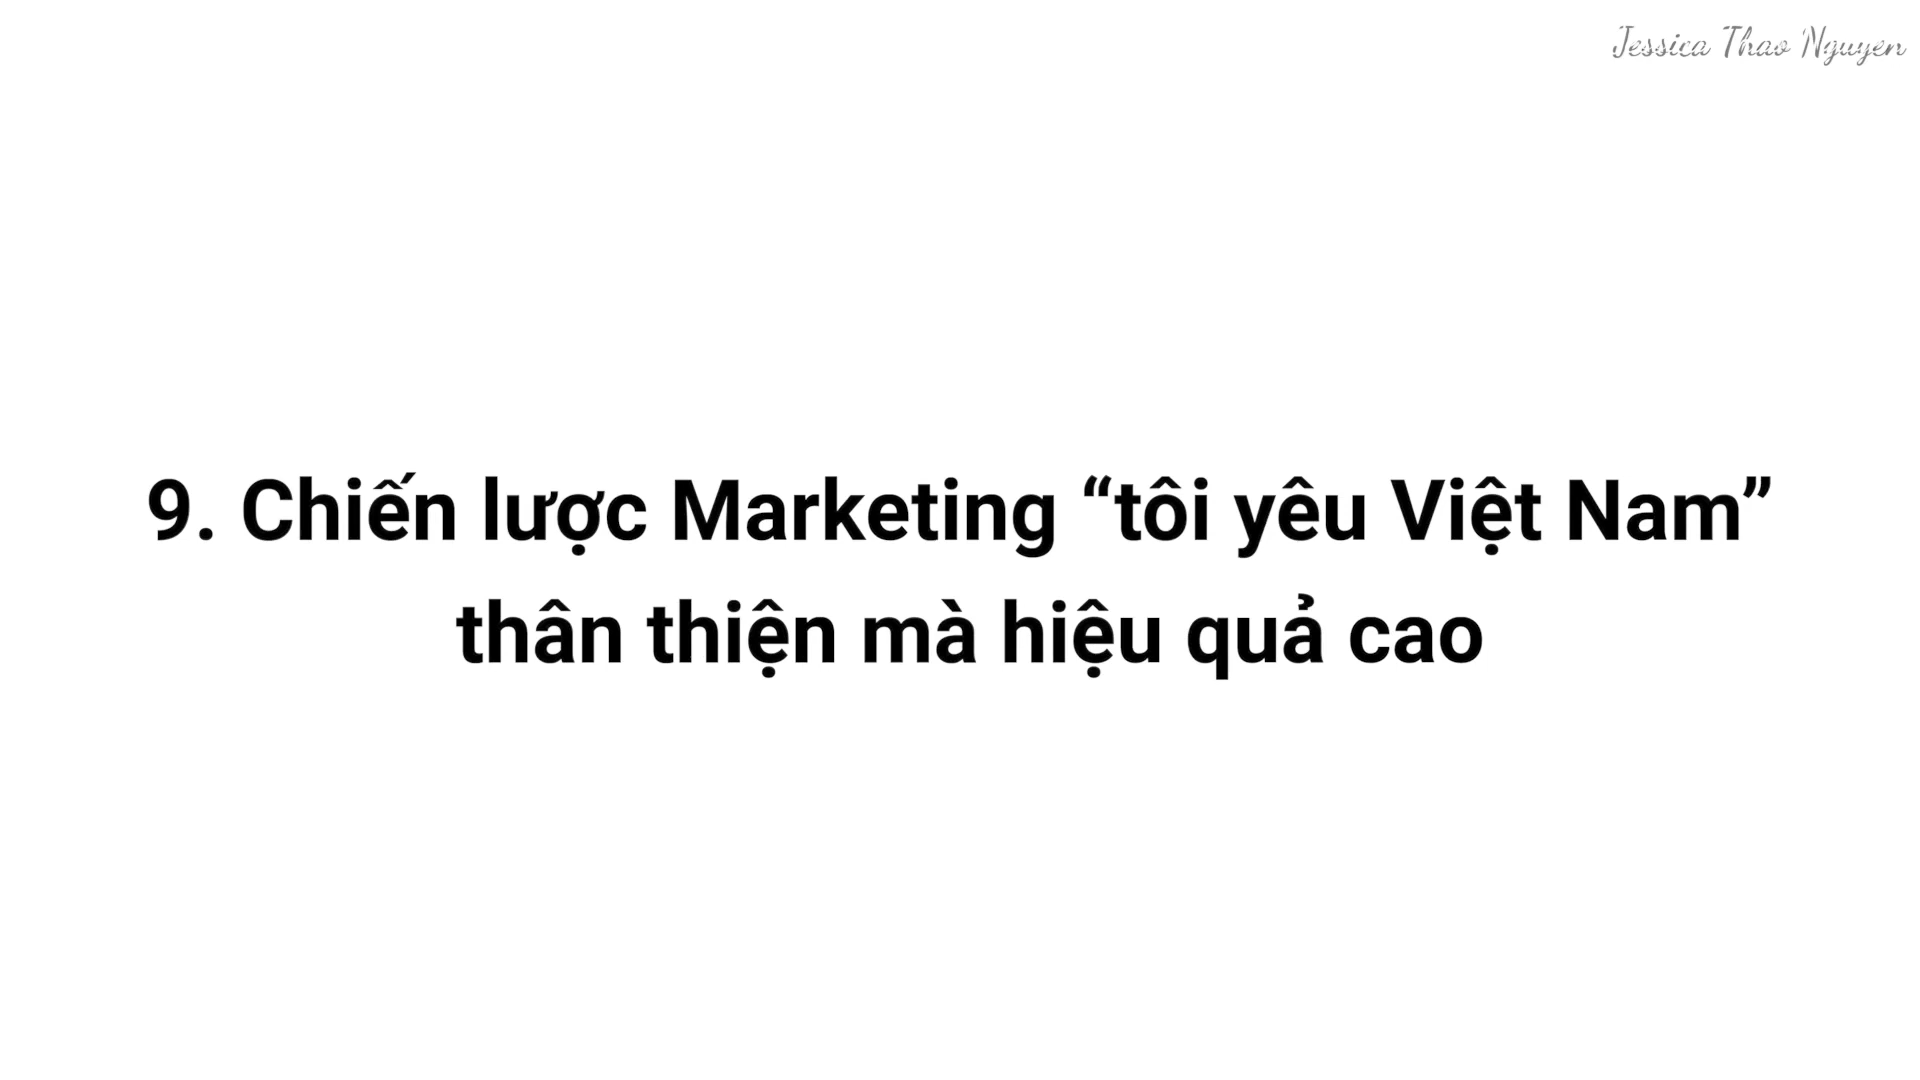 Jessica Thao Nguyen
9. Chiến lược Marketing “tôi yêu Việt Nam”
thân thiện mà hiệu quả cao